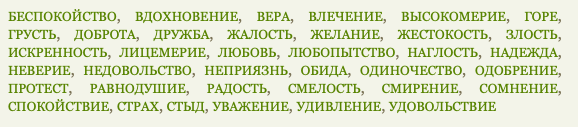 БЕСПОКОЙСТВО, ВДОХНОВЕНИЕ, ВЕРА, ВЛЕЧЕНИЕ, ВЫСОКОМЕРИЕ, ГОРЕ,
ГРУСТЬ, ДОБРОТА, ДРУЖБА, ЖАЛОСТЬ, ЖЕЛАНИЕ, ЖЕСТОКОСТЬ, ЗЛОСТЬ,
ИСКРЕННОСТЬ, ЛИЦЕМЕРИЕ, ЛЮБОВЬ, ЛЮБОПЫТСТВО, НАГЛОСТЬ, НАДЕЖДА,
НЕВЕРИЕ, НЕДОВОЛЬСТВО, НЕПРИЯЗНЬ, ОБИДА, ОДИНОЧЕСТВО, ОДОБРЕНИЕ,
ПРОТЕСТ, РАВНОДУШИЕ, РАДОСТЬ, СМЕЛОСТЬ, СМИРЕНИЕ, СОМНЕНИЕ,
СПОКОЙСТВИЕ, СТРАХ, СТЫД, УВАЖЕНИЕ, УДИВЛЕНИЕ, УДОВОЛЬСТВИЕ